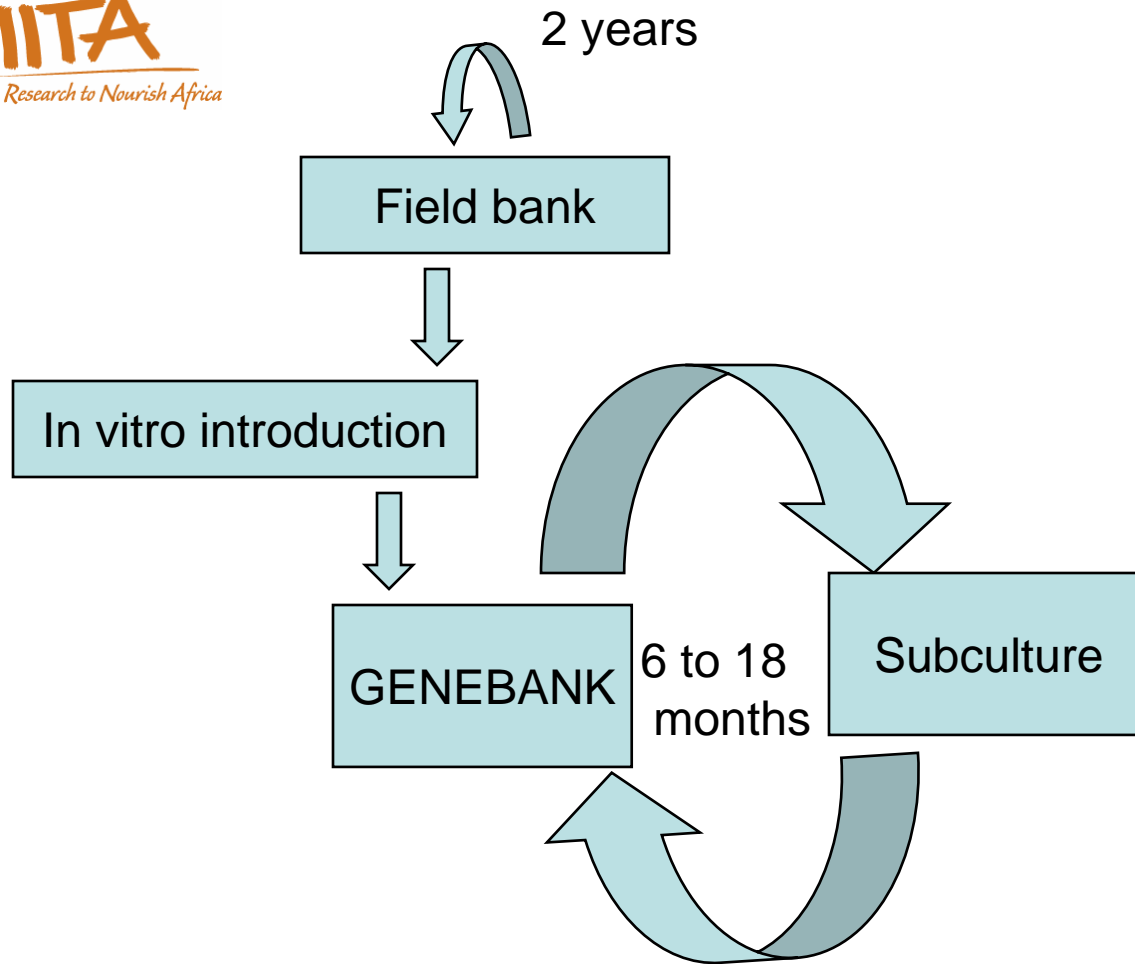 IITA
Research to Nourish Africa
2 years
Field bank
In vitro introduction
GENEBANK
6 to 18
months
Subculture